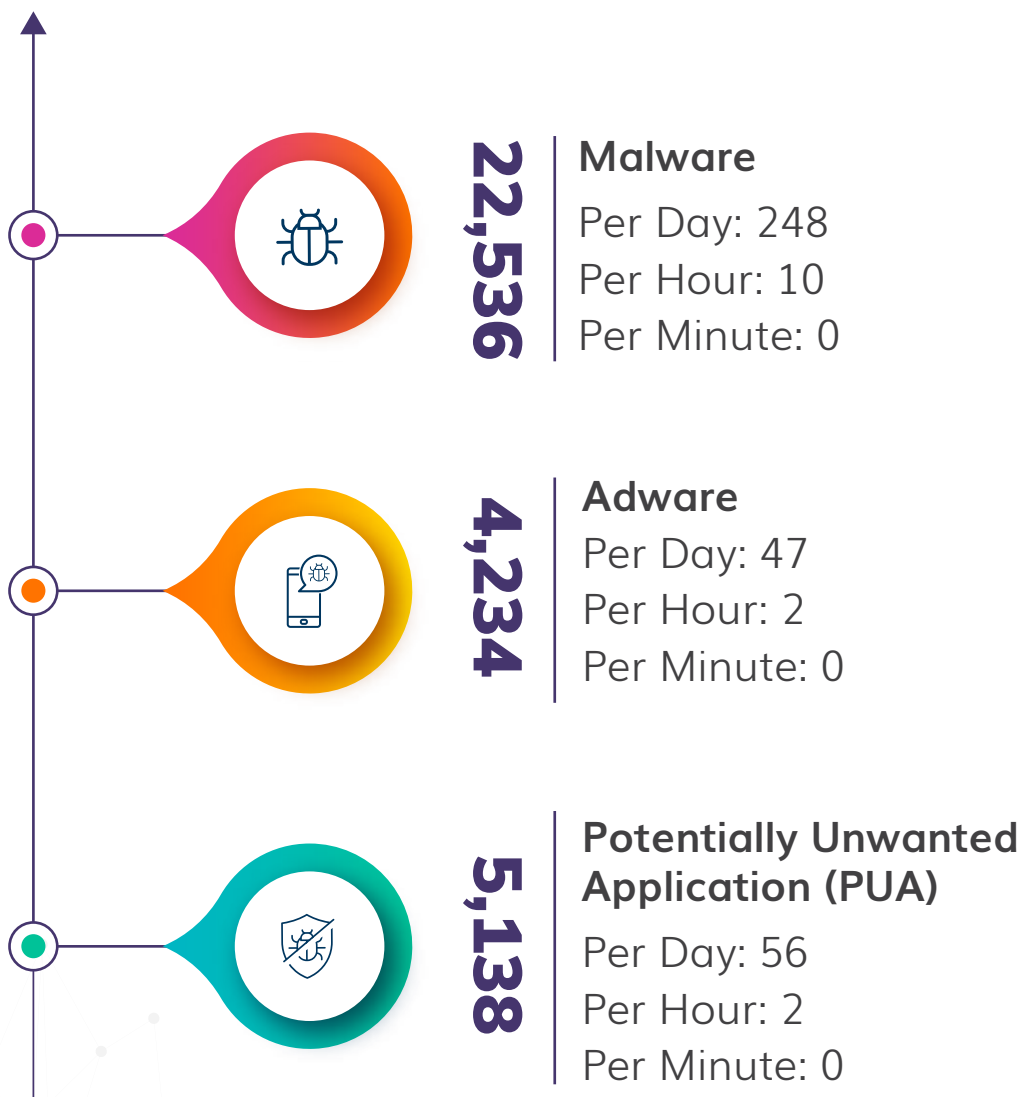 22,536
Malware
Per Day: 248
Per Hour: 10
Per Minute: 0
4,234
Adware
Per Day: 47
Per Hour: 2
Per Minute: 0
5,138
Potentially Unwanted
Application (PUA)
Per Day: 56
Per Hour: 2
Per Minute: 0